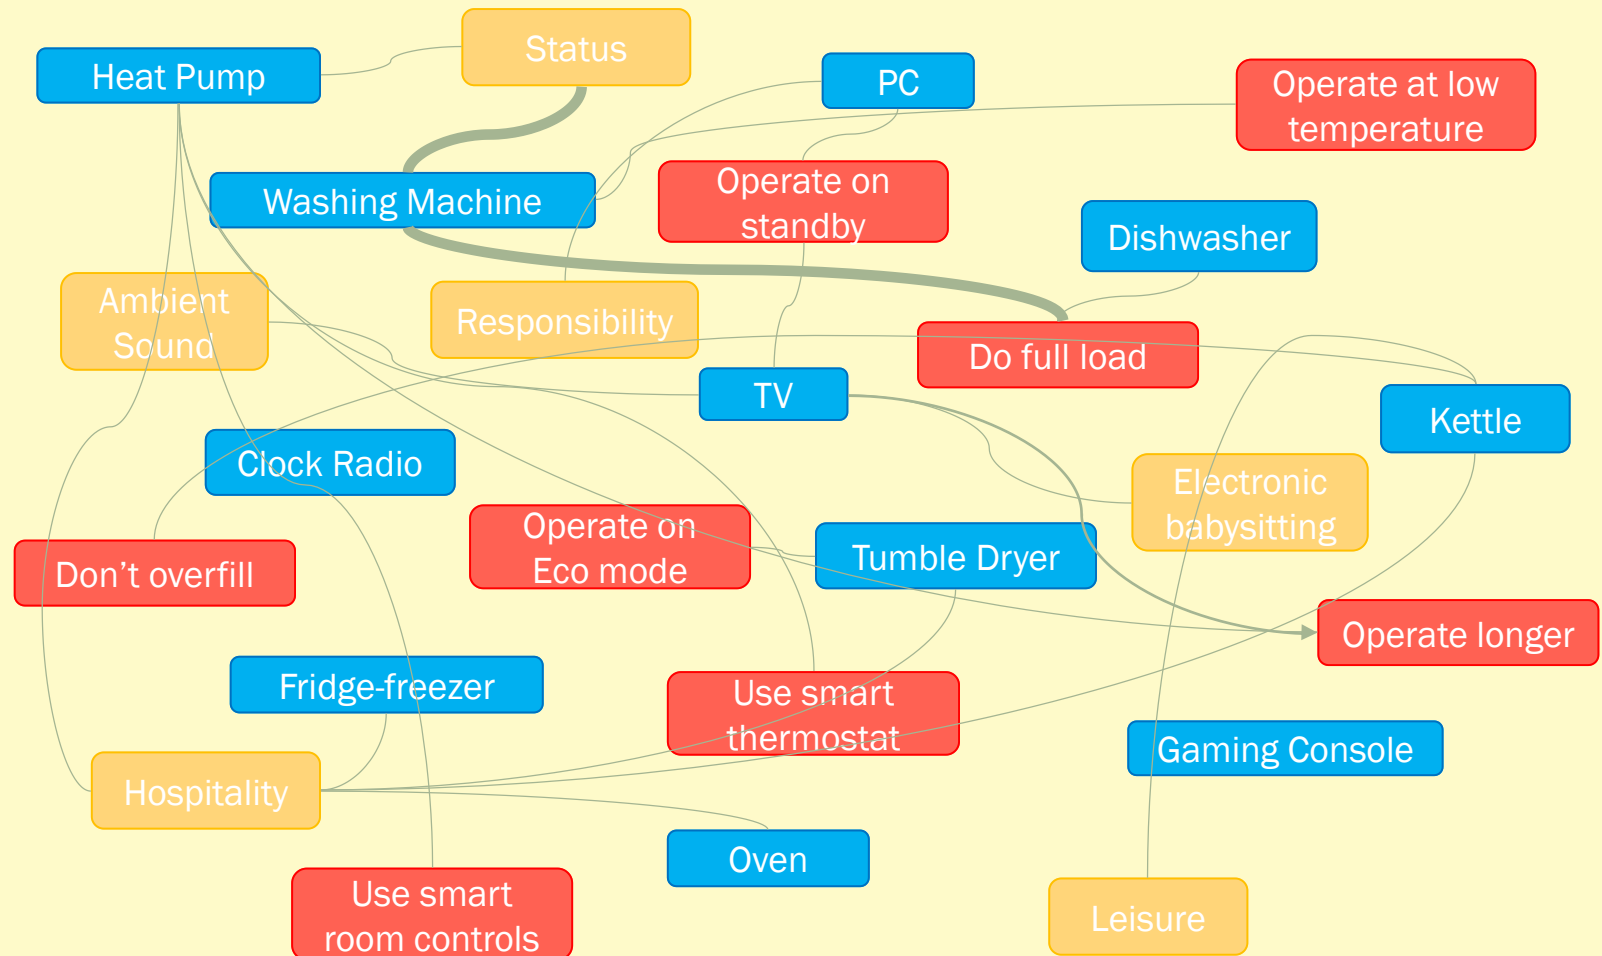 Status
Heat Pump
PC
Operate at low
temperature
Washing Machine
Operate on
standby
Dishwasher
Ambient
Sound
Responsibility
Do full load
TV
Kettle
Clock Radio
Electronic
babysitting
Operate on
Eco mode
Tumble Dryer
Don’t overfill
Operate longer
Fridge-freezer
Use smart
thermostat
Gaming Console
Hospitality
Oven
Use smart
room controls
Leisure